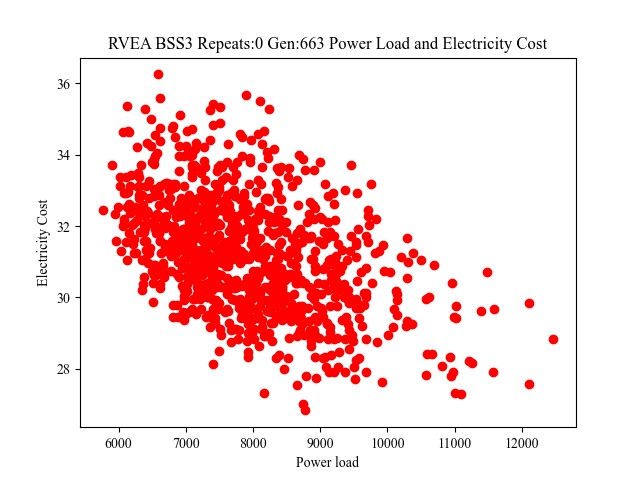 RVEA BSS3 Repeats:0 Gen:663 Power Load and Electricity Cost
36
34
32
30
28
Electricity Cost
6000 7000 8000 9000 10000 11000 12000
Power load